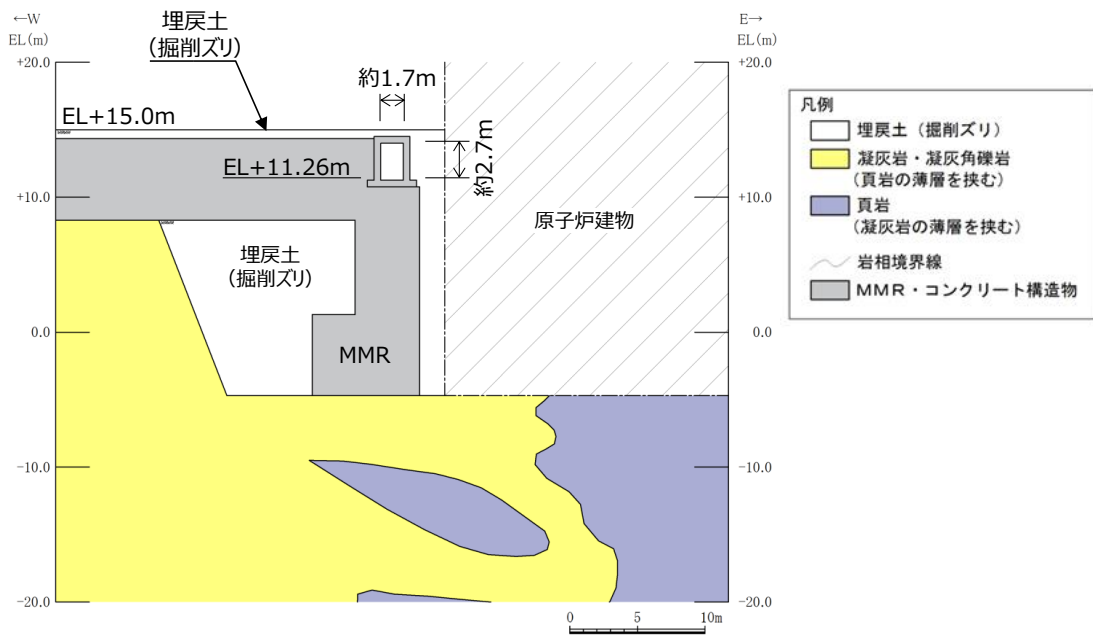 ←W
EL(m)
埋戻土
(掘削ズリ)
E→
EL(m)
+20.0
+20.0
約1.7m
EL+15.0m
約2.7m
EL+11.26m
+10.0
+10.0
原子炉建物
埋戻土
(掘削ズリ)
0.0
0.0
MMR
-10.0
-10.0
-20.0
-20.0
0
5
10m
凡例
埋戻土（掘削ズリ）
凝灰岩・凝灰角礫岩
(頁岩の薄層を挟む)
頁岩
(凝灰岩の薄層を挟む)
岩相境界線
MMR・コンクリート構造物